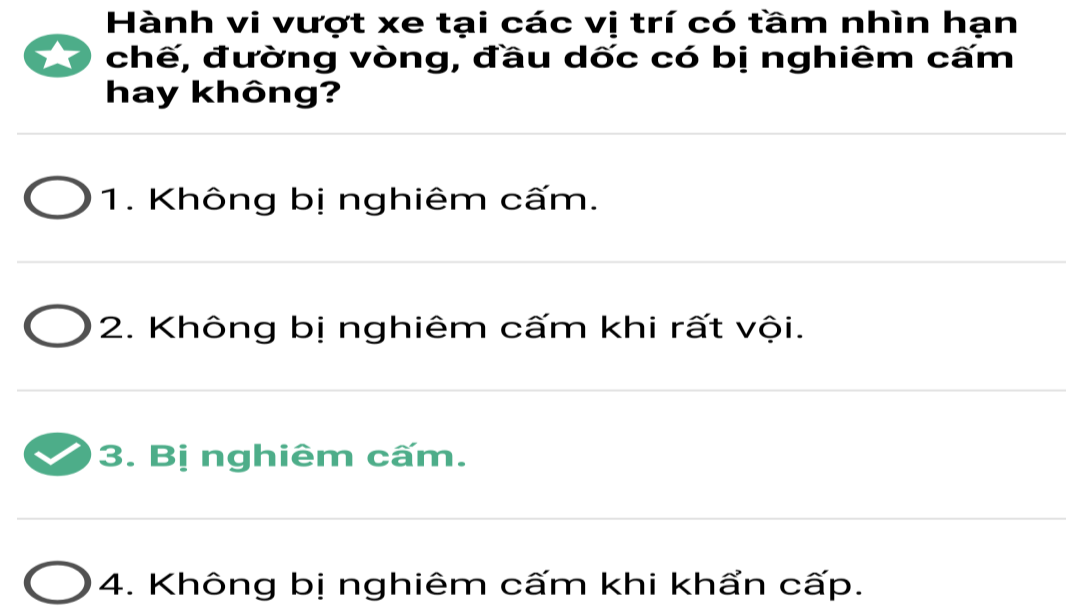 Hành vi vượt xe tại các vị trí có tầm nhìn hạn
chế, đường vòng, đầu dốc có bị nghiêm cấm
hay không?
1. Không bị nghiêm cấm.
2. Không bị nghiêm cấm khi rất vội.
3. Bị nghiêm cấm.
4. Không bị nghiêm cấm khi khẩn cấp.